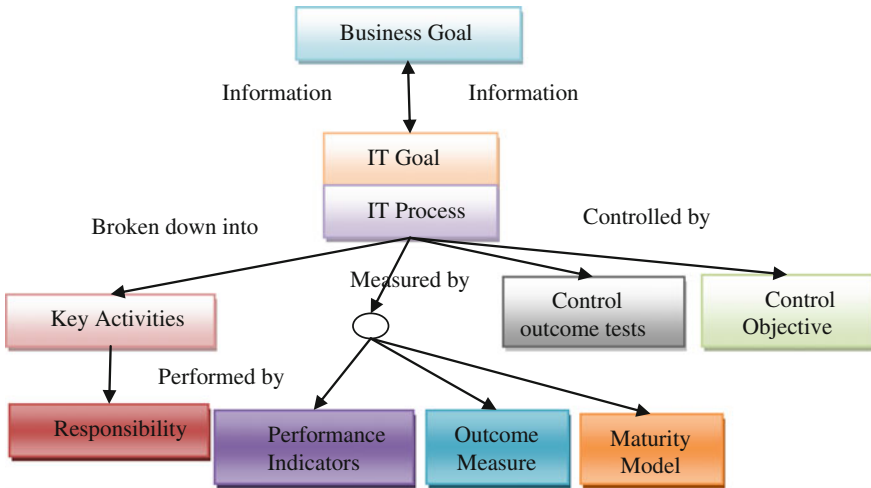 Business Goal
Information
Information
IT Goal
IT Process
Broken down into
Controlled by
Measured by
Key Activities
Control
outcome tests
Control
Objective
Performed by
Responsibility
Performance
Indicators
Outcome
Measure
Maturity
Model